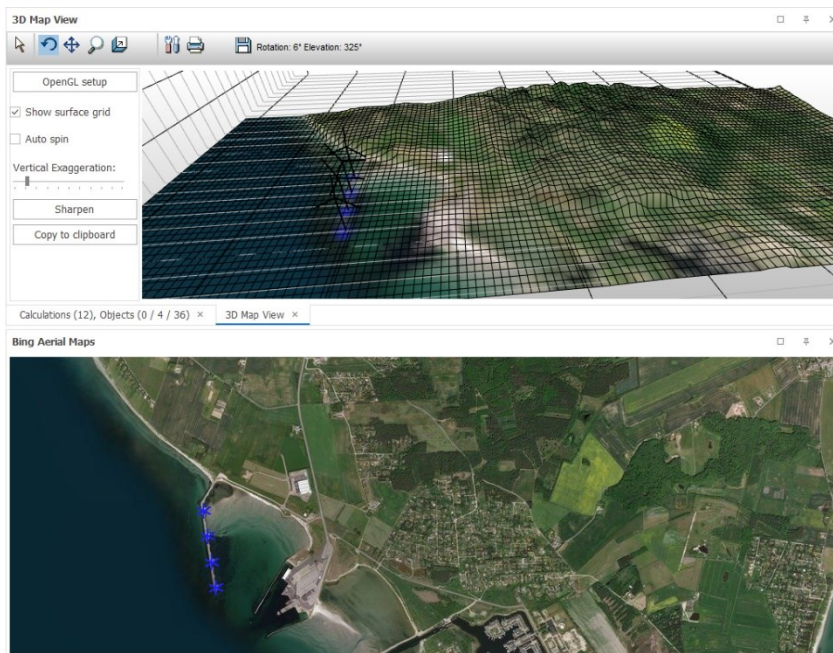 3D Map View
Rotation: 6° Elevation: 325°
OpenGL setup
Show surface grid
Auto spin
Vertical Exaggeration:
Sharpen
Copy to clipboard
Calculations (12), Objects (0 / 4 / 36)
3D Map View
Bing Aerial Maps